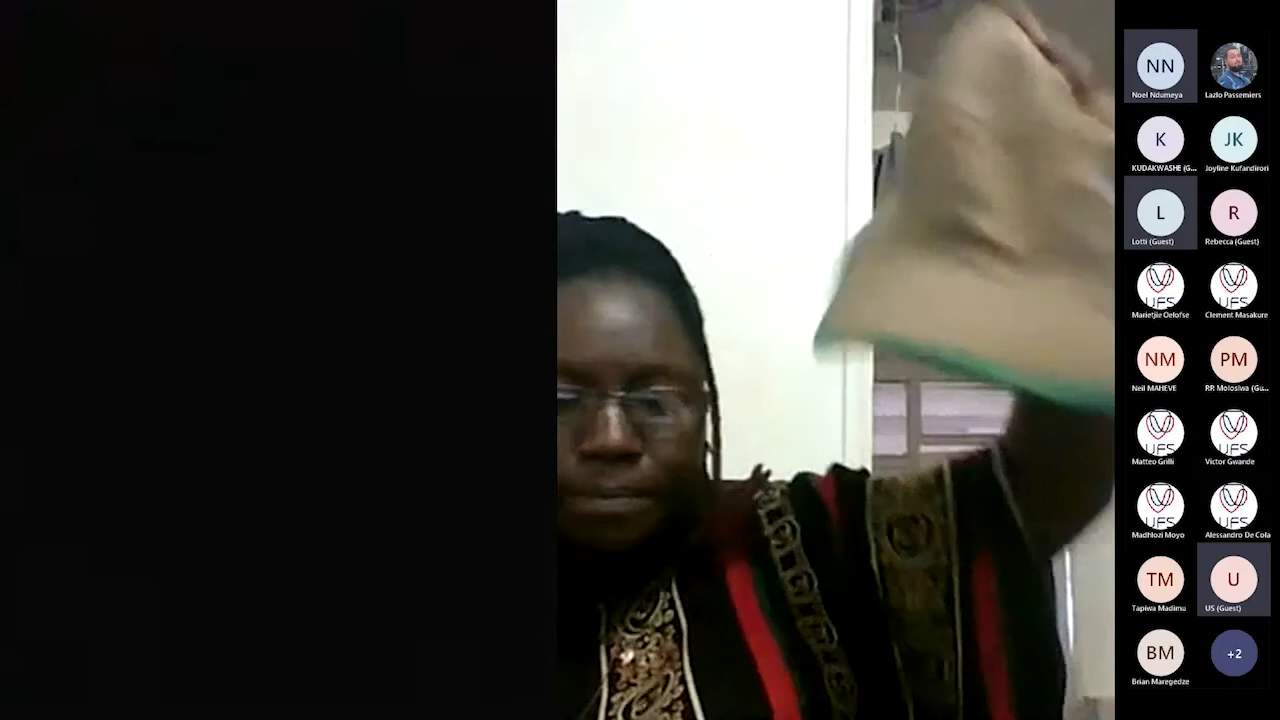 NN
Noel Ndumeya
Lazlo Passemiers
K
KUDAKWASHE (G...
JK
Joyline Kufandirori
L
Lotti (Guest)
R
Rebecca (Guest)
UFS
Marietjie Oelofse
UFS
Clement Masakure
NM
Neil MAHEVE
PM
RR Molosiwa (Gu...
UFS
Matteo Grilli
UFS
Victor Gwande
UFS
Madhlozi Moyo
UFS
Alessandro De Cola
TM
Tapiwa Madimu
U
US (Guest)
BM
Brian Maregedze
+2